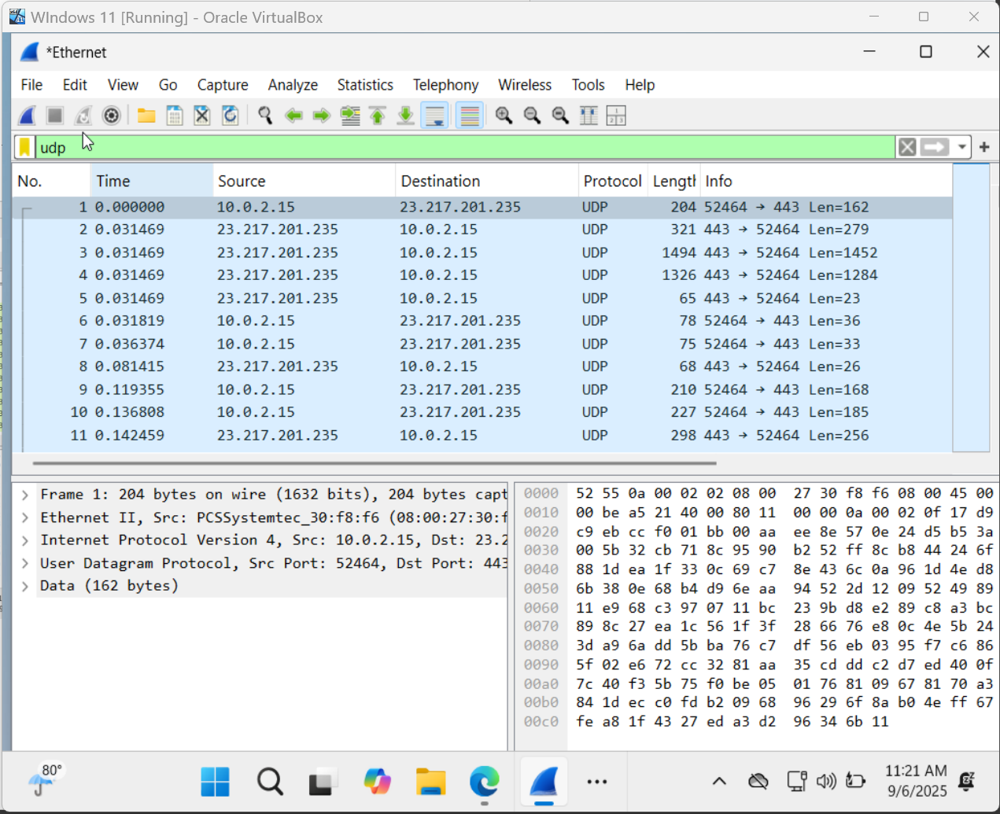 WIndows 11 [Running] - Oracle VirtualBox
*Ethernet
File Edit View Go Capture Analyze Statistics Telephony Wireless Tools Help
udp
No. Time Source Destination Protocol Length Info
1 0.000000 10.0.2.15 23.217.201.235 UDP 204 52464 → 443 Len=162
2 0.031469 23.217.201.235 10.0.2.15 UDP 321 443 → 52464 Len=279
3 0.031469 23.217.201.235 10.0.2.15 UDP 1494 443 → 52464 Len=1452
4 0.031469 23.217.201.235 10.0.2.15 UDP 1326 443 → 52464 Len=1284
5 0.031469 23.217.201.235 10.0.2.15 UDP 65 443 → 52464 Len=23
6 0.031819 10.0.2.15 23.217.201.235 UDP 78 52464 → 443 Len=36
7 0.036374 10.0.2.15 23.217.201.235 UDP 75 52464 → 443 Len=33
8 0.081415 23.217.201.235 10.0.2.15 UDP 68 443 → 52464 Len=26
9 0.119355 10.0.2.15 23.217.201.235 UDP 210 52464 → 443 Len=168
10 0.136808 10.0.2.15 23.217.201.235 UDP 227 52464 → 443 Len=185
11 0.142459 23.217.201.235 10.0.2.15 UDP 298 443 → 52464 Len=256
Frame 1: 204 bytes on wire (1632 bits), 204 bytes capt
Ethernet II, Src: PCSSystemtec_30:f8:f6 (08:00:27:30:f
Internet Protocol Version 4, Src: 10.0.2.15, Dst: 23.2
User Datagram Protocol, Src Port: 52464, Dst Port: 443
Data (162 bytes)
0000 52 55 0a 00 02 02 08 00 27 30 f8 f6 08 00 45 00
0010 00 be a5 21 40 00 80 11 00 00 0a 00 02 0f 17 d9
0020 c9 eb cc f0 01 bb 00 aa ee 8e 57 0e 24 d5 b5 3a
0030 00 5b 32 cb 71 8c 95 90 b2 52 ff 8c b8 44 24 6f
0040 88 1d ea 1f 33 0c 69 c7 8e 43 6c 0a 96 1d 4e d8
0050 6b 38 0e 68 b4 d9 6e aa 94 52 2d 12 09 52 49 89
0060 11 e9 68 c3 97 07 11 bc 23 9b d8 e2 89 c8 a3 bc
0070 89 8c 27 ea 1c 56 1f 3f 28 66 76 e8 0c 4e 5b 24
0080 3d a9 6a dd 5b ba 76 c7 df 56 eb 03 95 f7 c6 86
0090 5f 02 e6 72 cc 32 81 aa 35 cd dd c2 d7 ed 40 0f
00a0 7c 40 f3 5b 75 f0 be 05 01 76 81 09 67 81 70 a3
00b0 84 1d ec c0 fd b2 09 68 96 29 6f 8a b0 4e ff 67
00c0 fe a8 1f 43 27 ed a3 d2 96 34 6b 11
80°
11:21 AM
9/6/2025